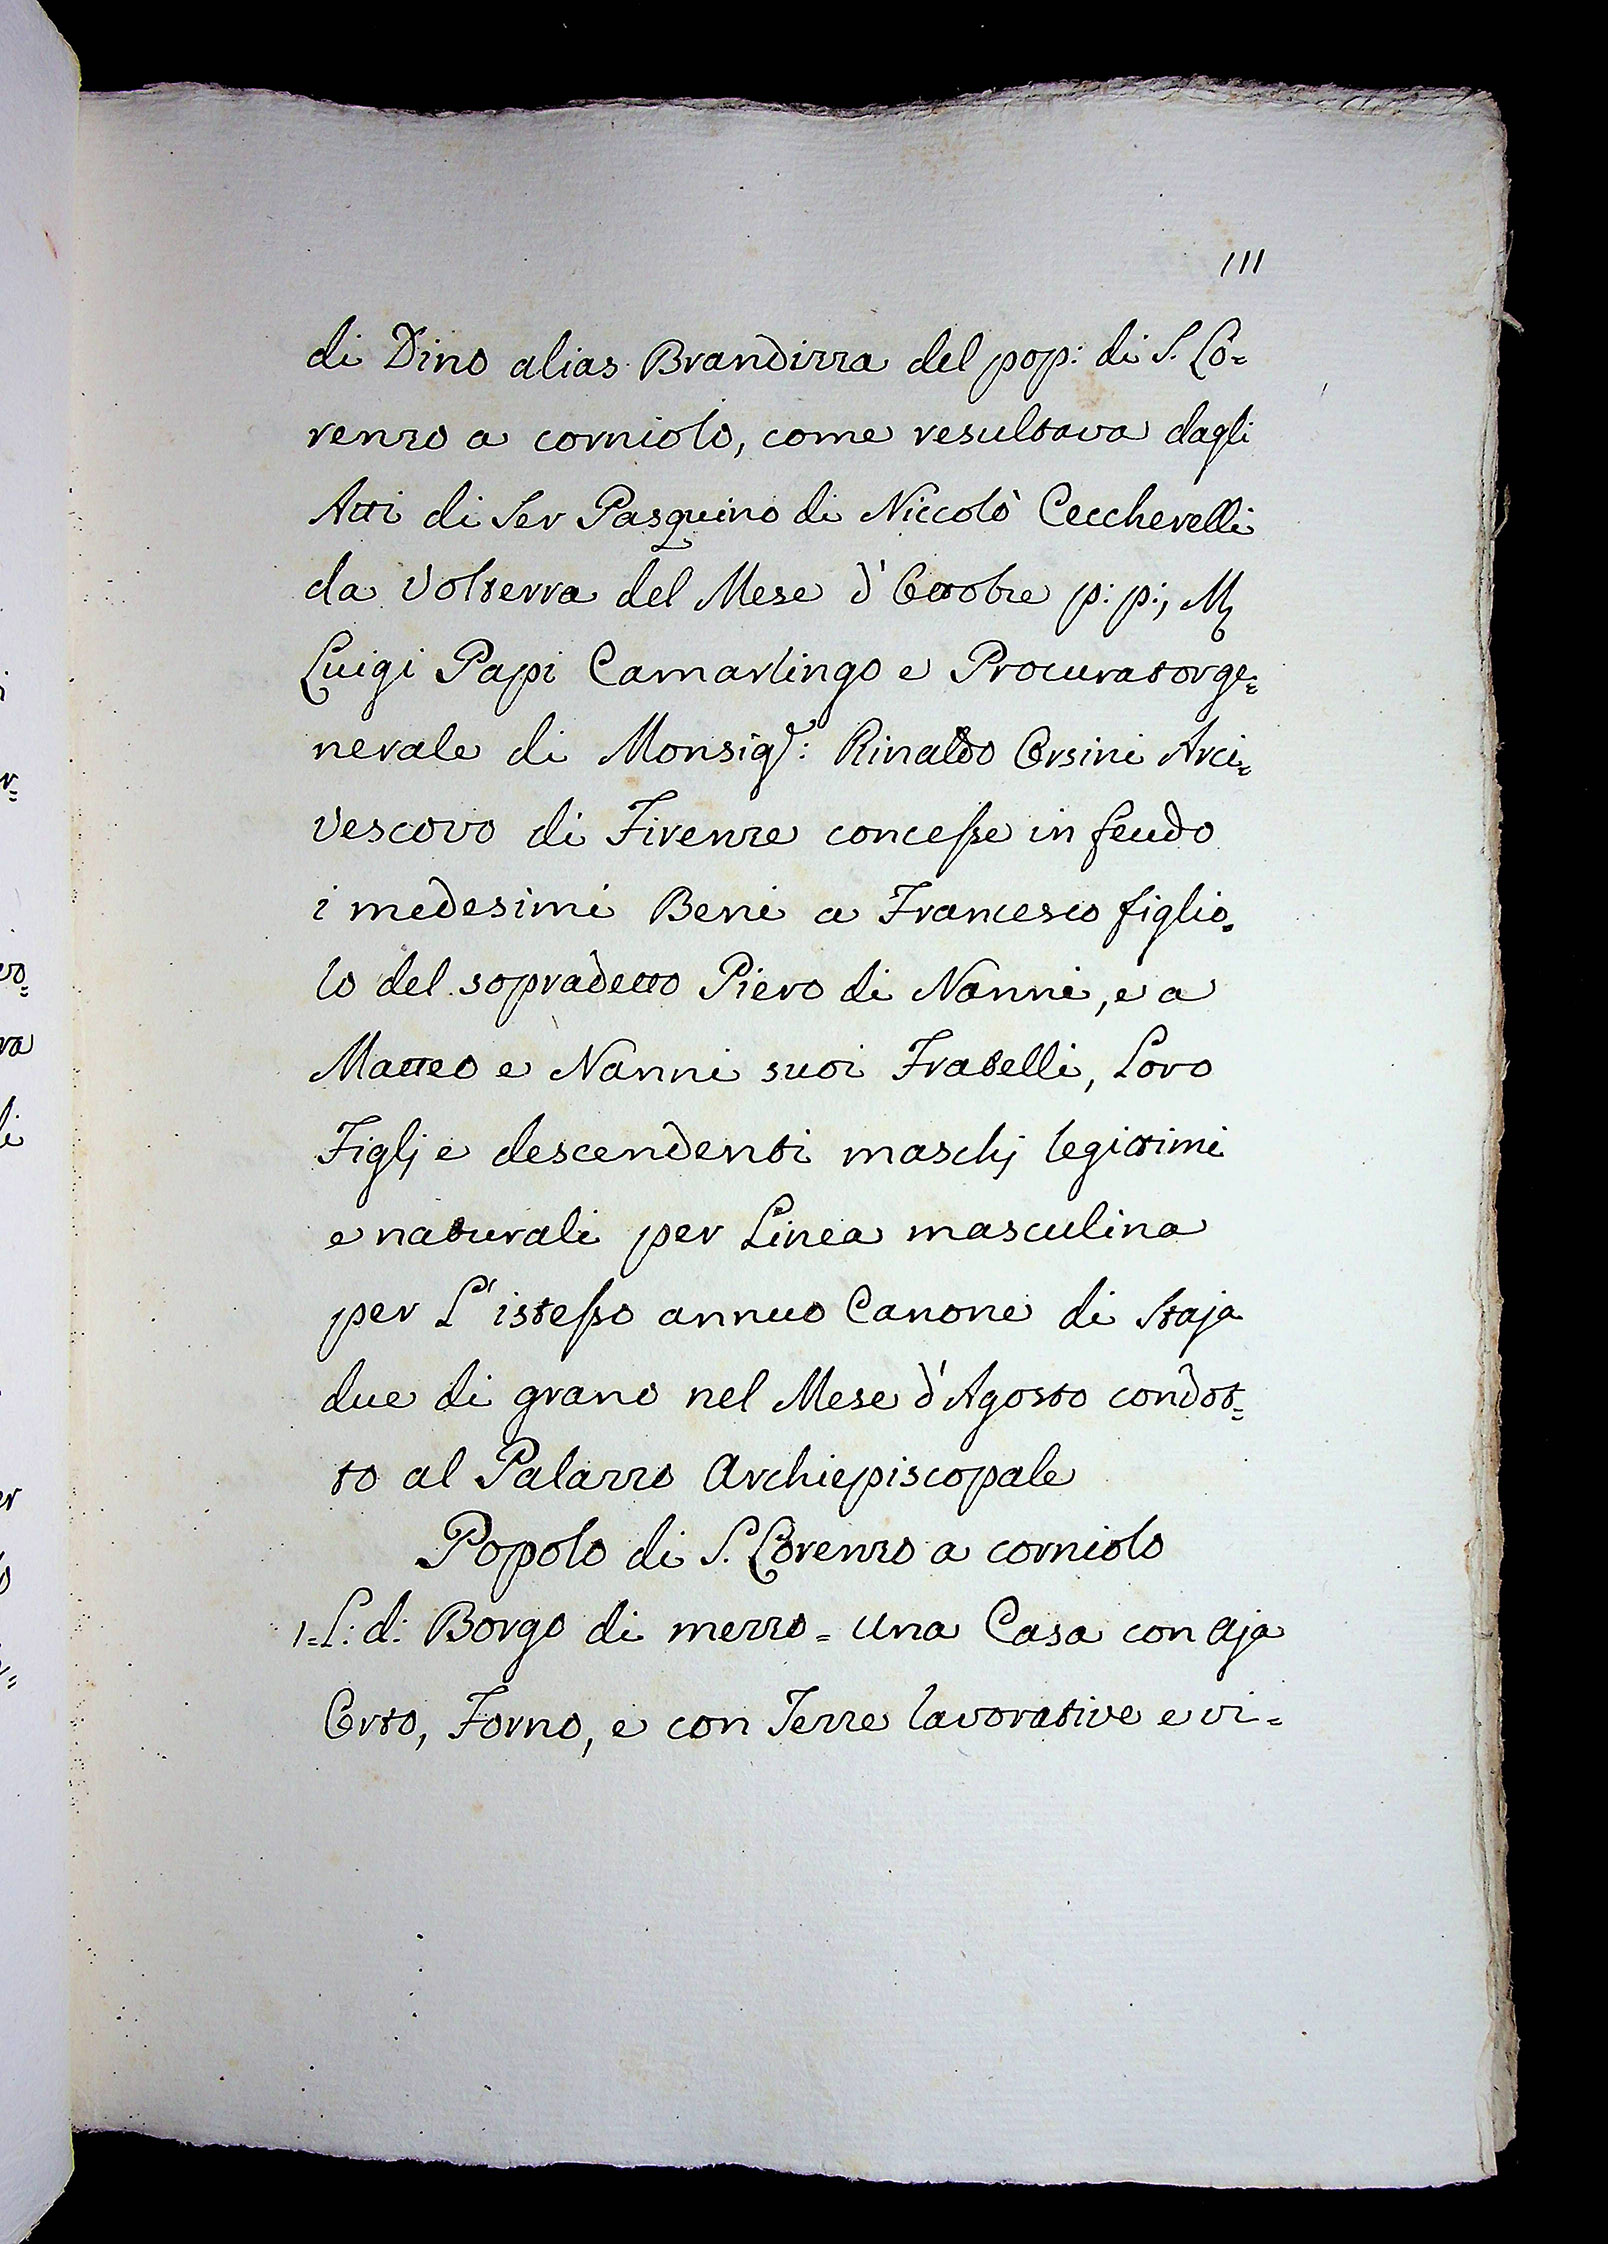 111
di Dino alias Brandizza del pop: di S. Lo=
renzo a corniolo, come resultava dagli
Atti di Ser Pasquino di Niccolò Ceccherelli
da Volterra del Mese d'Ottobre p: p:, M
Luigi Papi Camarlingo e Procurator ge=
nerale di Monsigr: Rinaldo Orsini Arci=
vescovo di Firenze concesse in feudo
i medesimi Beni a Francesco figlio=
lo del sopradetto Piero di Nanni, e a
Matteo e Nanni suoi Fratelli, Loro
Figlj e descendenti maschj legittimi
e naturali per Linea masculina
per L'istesso annuo Canone di Staja
due di grano nel Mese d'Agosto condot=
to al Palazzo Archiepiscopale
Popolo di S. Lorenzo a corniolo
1=L: d: Borgo di mezzo = una Casa con aja
Orto, Forno, e con Terre lavorative e vi=